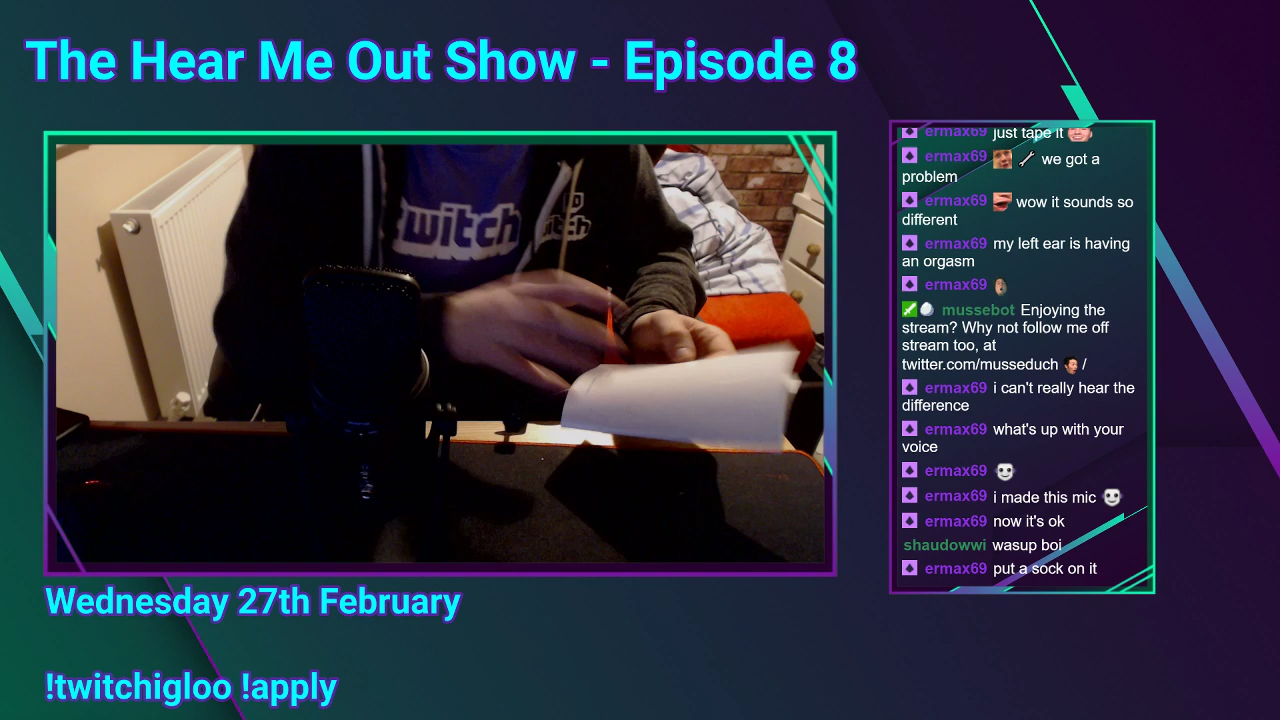 The Hear Me Out Show - Episode 8
twitch
ermax69 just tape it
ermax69 we got a
problem
ermax69 wow it sounds so
different
ermax69 my left ear is having
an orgasm
ermax69
mussebot Enjoying the
stream? Why not follow me off
stream too, at
twitter.com/musseduch /
ermax69 i can't really hear the
difference
ermax69 what's up with your
voice
ermax69
ermax69 i made this mic
ermax69 now it's ok
shaudowwi wasup boi
ermax69 put a sock on it
Wednesday 27th February
!twitchigloo !apply